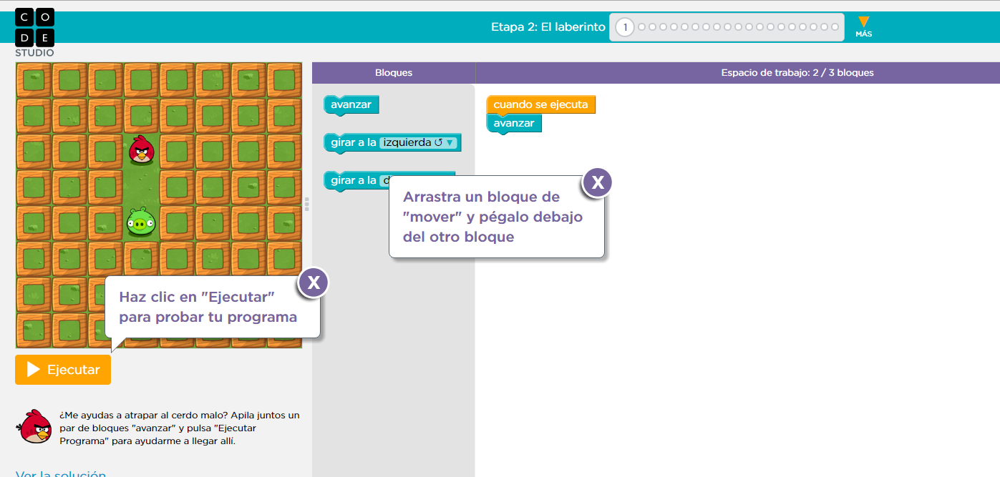 CODE
STUDIO
Etapa 2: El laberinto
1
MÁS
Bloques
Espacio de trabajo: 2 / 3 bloques
avanzar
girar a la izquierda ↺ ▼
girar a la d
cuando se ejecuta
avanzar
Arrastra un bloque de
"mover" y pégalo debajo
del otro bloque
X
Haz clic en "Ejecutar"
para probar tu programa
X
Ejecutar
¿Me ayudas a atrapar al cerdo malo? Apila juntos un
par de bloques "avanzar" y pulsa "Ejecutar
Programa" para ayudarme a llegar allí.
Ver la solución